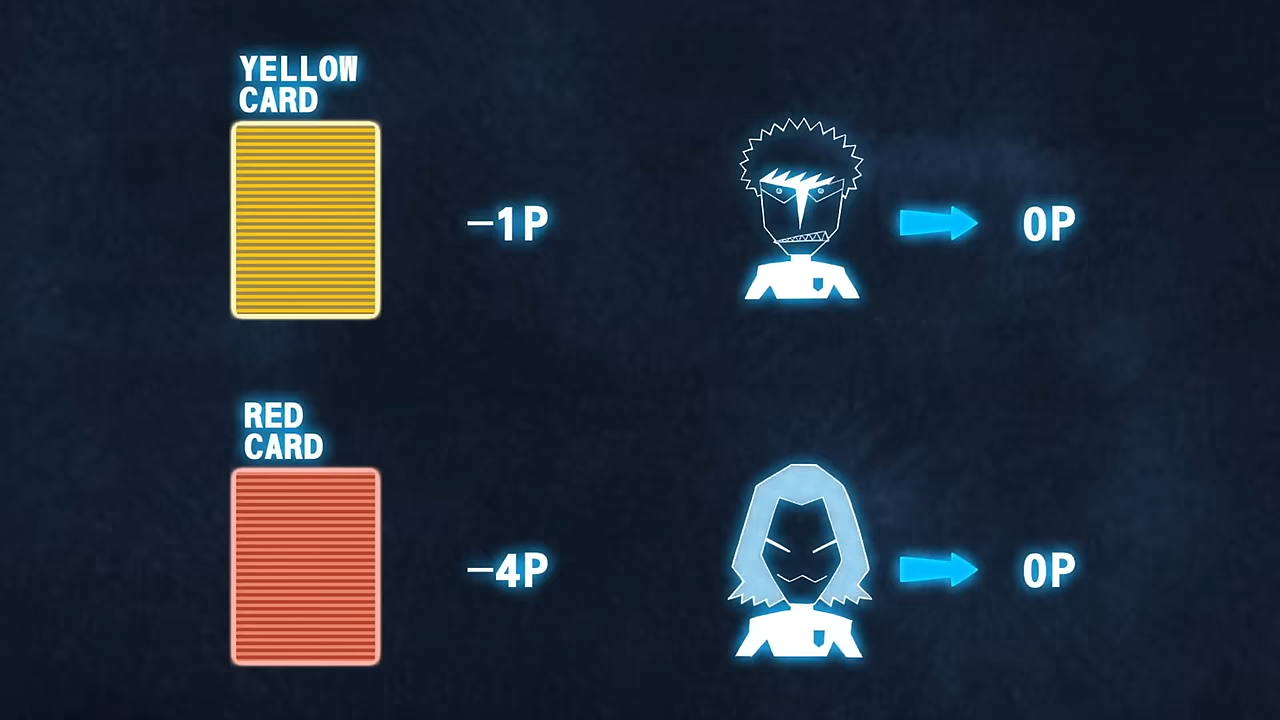 YELLOW
CARD
–1P
0P
RED
CARD
–4P
0P